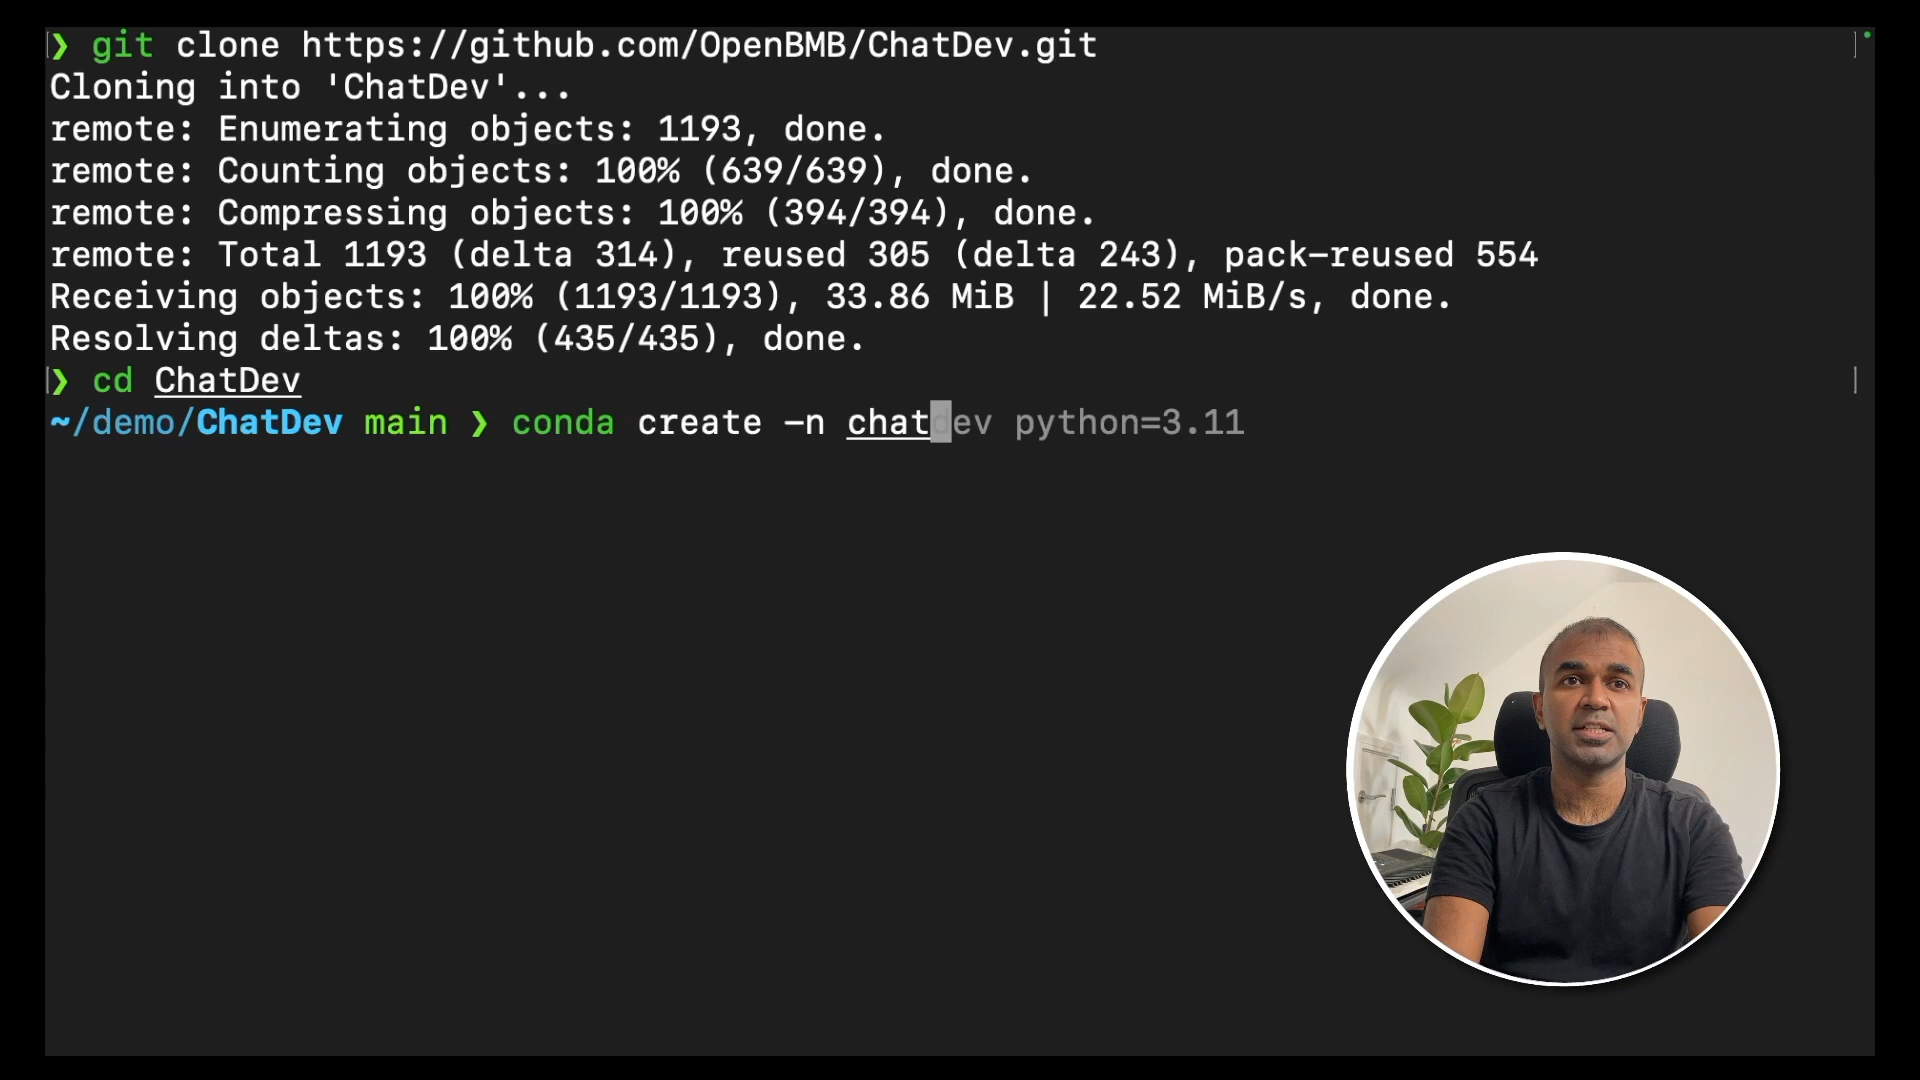 ❯ git clone https://github.com/OpenBMB/ChatDev.git
Cloning into 'ChatDev'...
remote: Enumerating objects: 1193, done.
remote: Counting objects: 100% (639/639), done.
remote: Compressing objects: 100% (394/394), done.
remote: Total 1193 (delta 314), reused 305 (delta 243), pack-reused 554
Receiving objects: 100% (1193/1193), 33.86 MiB | 22.52 MiB/s, done.
Resolving deltas: 100% (435/435), done.
❯ cd ChatDev
~/demo/ChatDev main ❯ conda create -n chatdev python=3.11